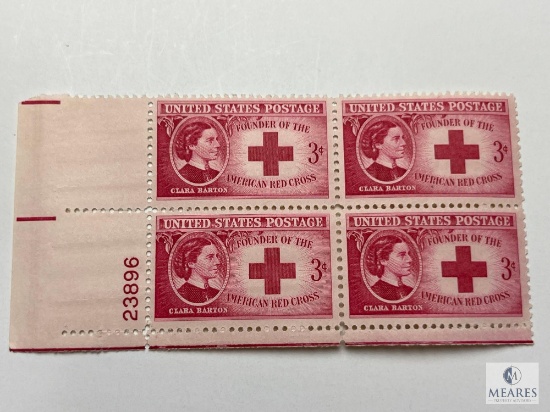 UNITED STATES POSTAGE
FOUNDER OF THE
3¢
AMERICAN RED CROSS
CLARA BARTON
UNITED STATES POSTAGE
FOUNDER OF THE
3¢
AMERICAN RED CROSS
CLARA BARTON
UNITED STATES POSTAGE
FOUNDER OF THE
3¢
AMERICAN RED CROSS
CLARA BARTON
UNITED STATES POSTAGE
FOUNDER OF THE
3¢
AMERICAN RED CROSS
CLARA BARTON
23896
M
MEARES